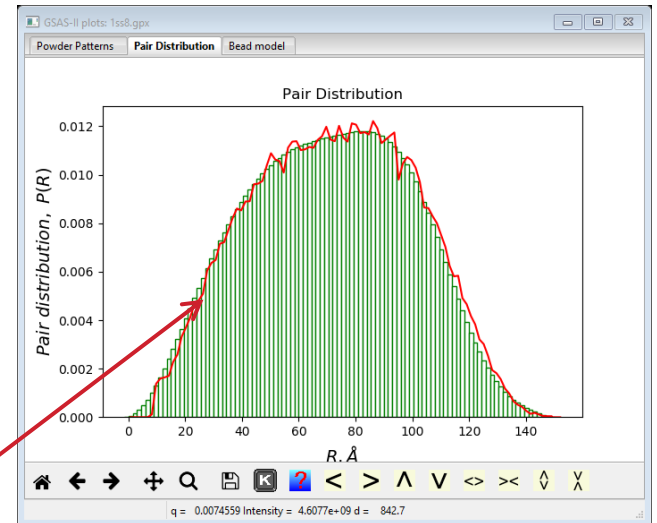 GSAS-II plots: 1ss8.gpx
Powder Patterns Pair Distribution Bead model
Pair Distribution
Pair distribution, P(R)
0.012
0.010
0.008
0.006
0.004
0.002
0.000
0 20 40 60 80 100 120 140
R, Å
K ? < > Λ V <> ><
q = 0.0074559 Intensity = 4.6077e+09 d = 842.7